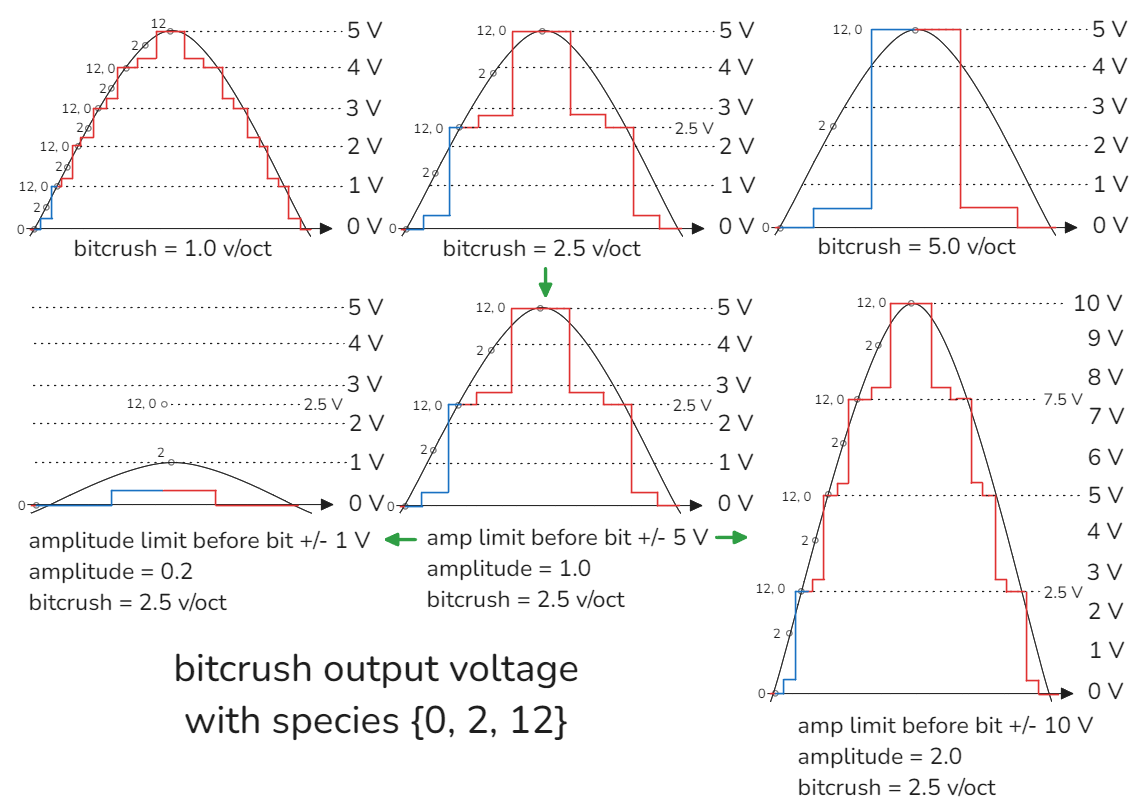 12
5 V
2
12, 0
4 V
2
12, 0
3 V
2
12, 0
2 V
2
12, 0
1 V
2
0
0 V
bitcrush = 1.0 v/oct
12, 0
5 V
4 V
2
3 V
12, 0
2.5 V
2 V
2
1 V
0
0 V
bitcrush = 2.5 v/oct
12, 0
5 V
4 V
3 V
2
2 V
1 V
0
0 V
bitcrush = 5.0 v/oct
5 V
4 V
3 V
12, 0
2.5 V
2 V
2
1 V
0
0 V
amplitude limit before bit +/- 1 V
amplitude = 0.2
bitcrush = 2.5 v/oct
12, 0
5 V
4 V
2
3 V
12, 0
2.5 V
2 V
2
1 V
0
0 V
amp limit before bit +/- 5 V
amplitude = 1.0
bitcrush = 2.5 v/oct
12, 0
10 V
9 V
2
8 V
12, 0
7.5 V
7 V
2
6 V
12, 0
5 V
4 V
2
3 V
12, 0
2.5 V
2 V
2
1 V
0
0 V
amp limit before bit +/- 10 V
amplitude = 2.0
bitcrush = 2.5 v/oct
bitcrush output voltage
with species {0, 2, 12}